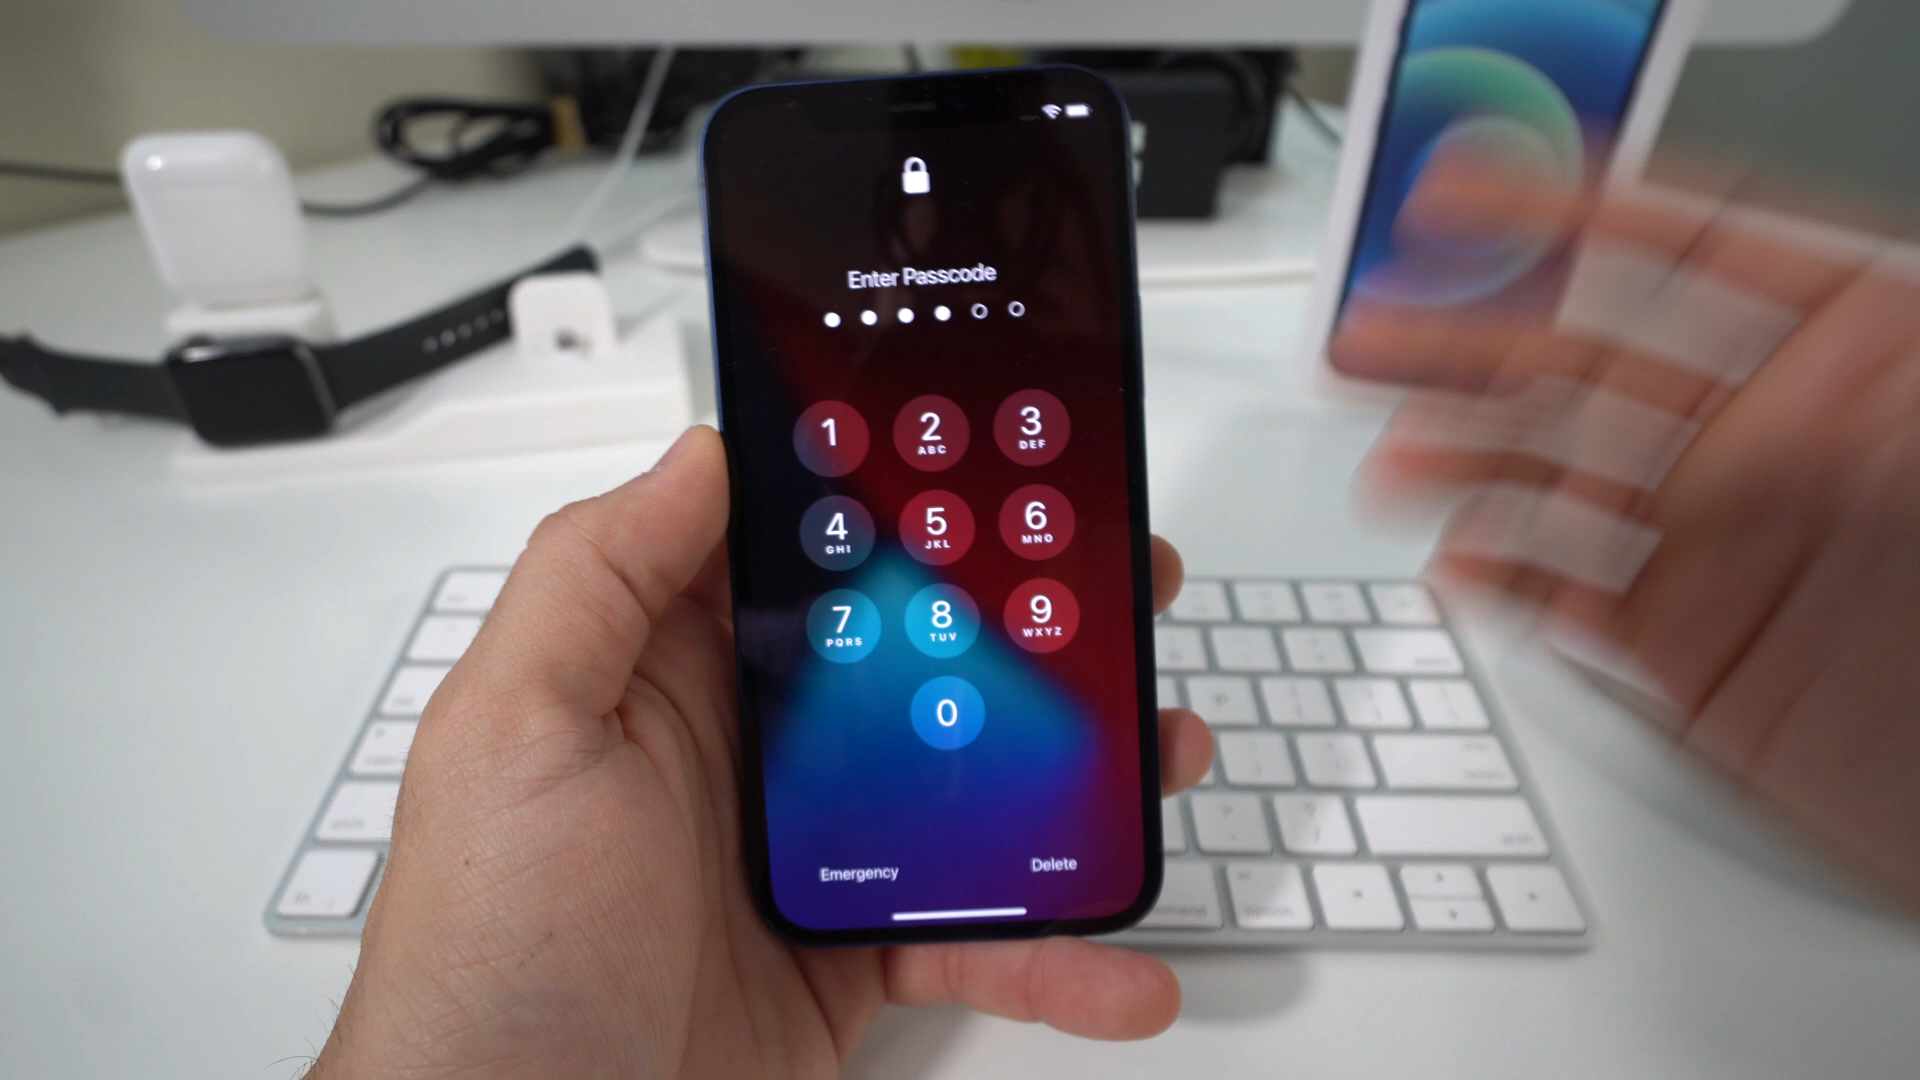 Enter Passcode
1
2
ABC
3
DEF
4
GHI
5
JKL
6
MNO
7
PQRS
8
TUV
9
WXYZ
0
Emergency
Delete